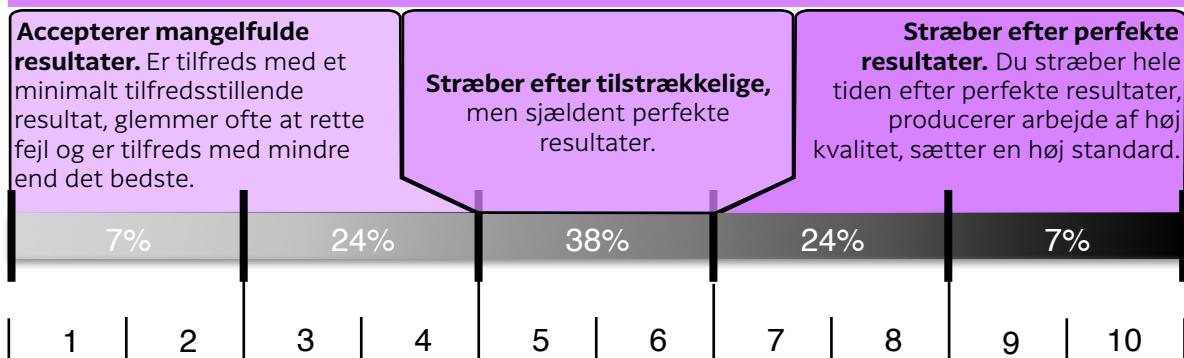 Accepterer mangelfulde
resultater. Er tilfreds med et
minimalt tilfredsstillende
resultat, glemmer ofte at rette
fejl og er tilfreds med mindre
end det bedste.
Stræber efter tilstrækkelige,
men sjældent perfekte
resultater.
Stræber efter perfekte
resultater. Du stræber hele
tiden efter perfekte resultater,
producerer arbejde af høj
kvalitet, sætter en høj standard.
7% 24% 38% 24% 7%
1 2 3 4 5 6 7 8 9 10